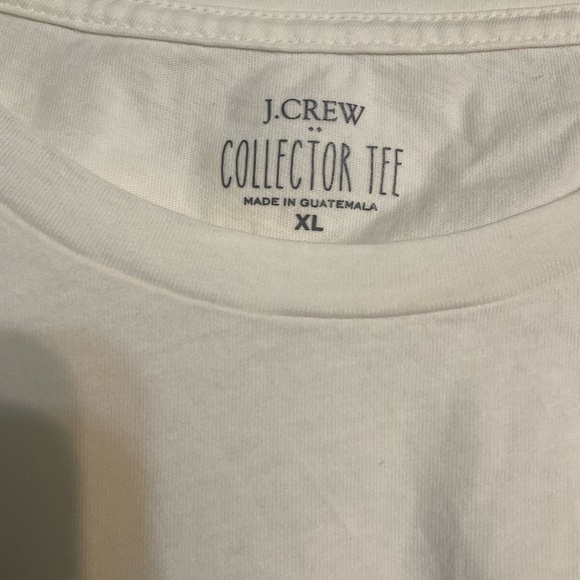 J.CREW
COLLECTOR TEE
MADE IN GUATEMALA
XL